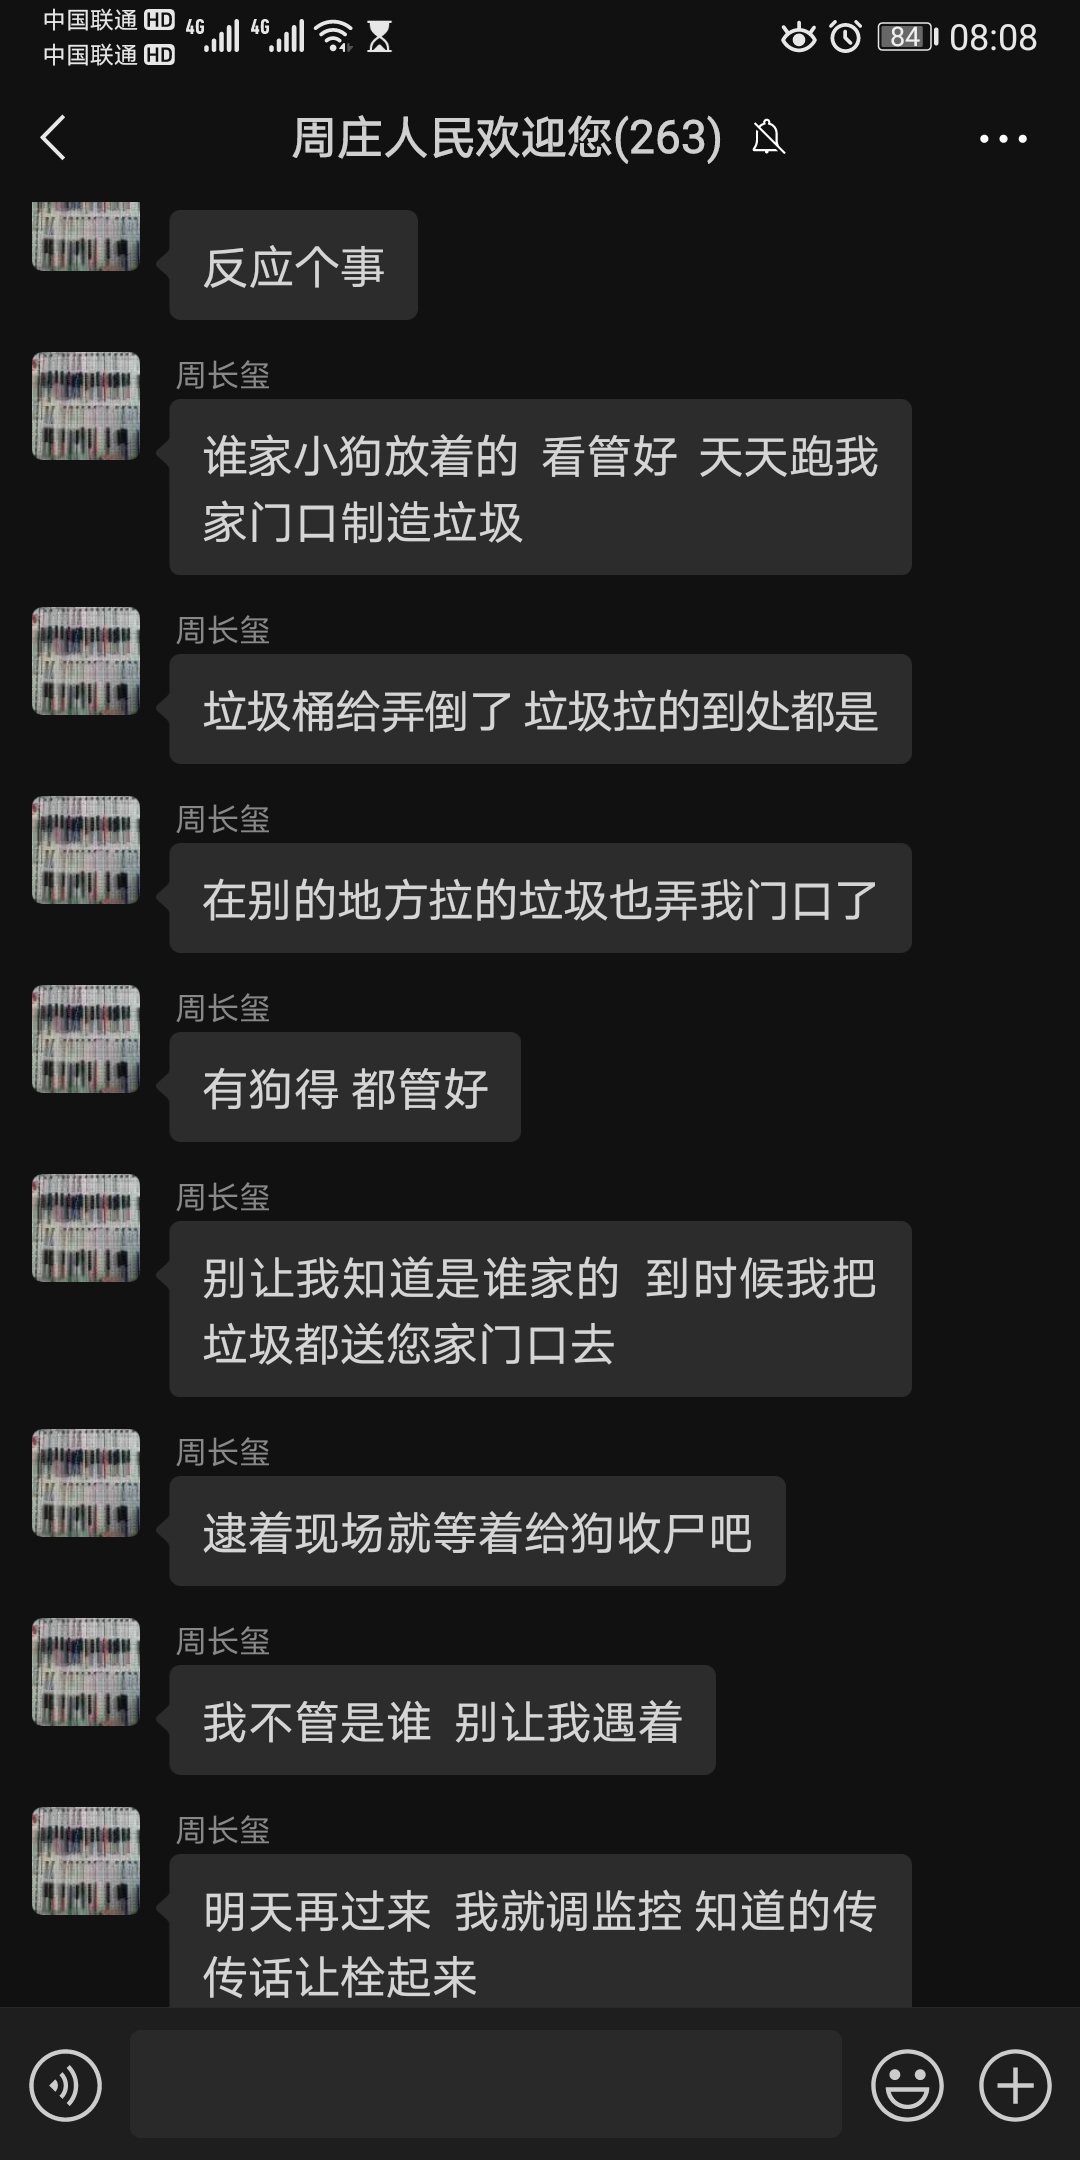 中国联通 HD 4G 4G 84 08:08
中国联通 HD
周庄人民欢迎您(263)
反应个事
周长玺
谁家小狗放着的 看管好 天天跑我
家门口制造垃圾
周长玺
垃圾桶给弄倒了 垃圾拉的到处都是
周长玺
在别的地方拉的垃圾也弄我门口了
周长玺
有狗得 都管好
周长玺
别让我知道是谁家的 到时候我把
垃圾都送您家门口去
周长玺
逮着现场就等着给狗收尸吧
周长玺
我不管是谁 别让我遇着
周长玺
明天再过来 我就调监控 知道的传
传话让栓起来